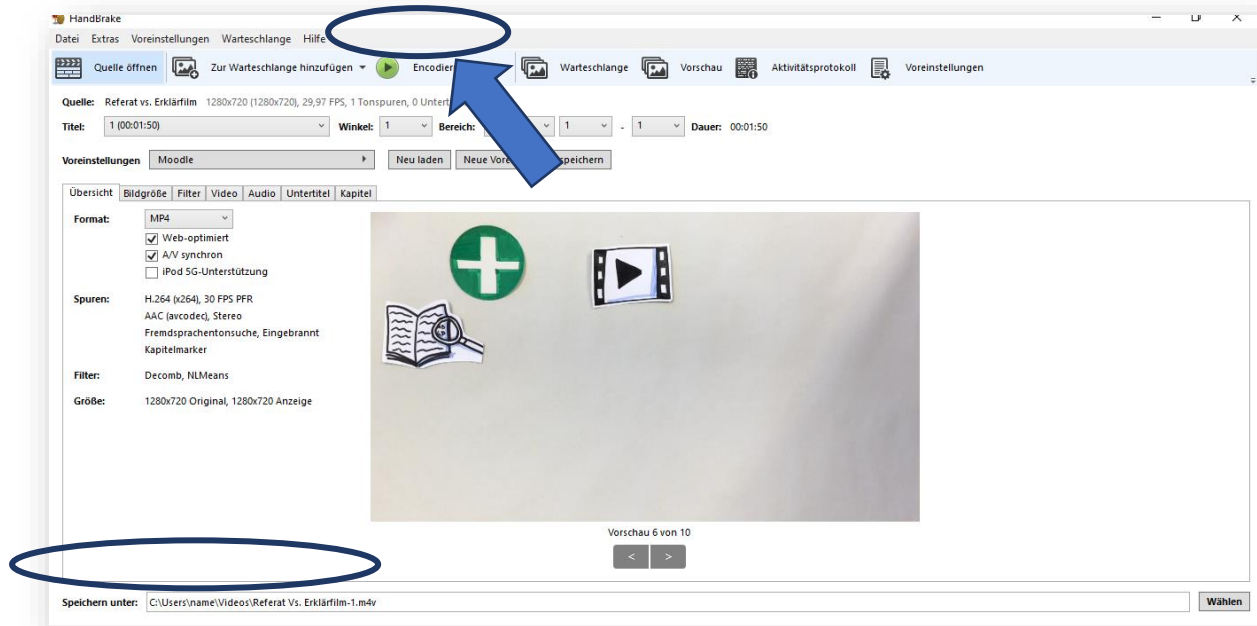 HandBrake
Datei Extras Voreinstellungen Warteschlange Hilfe
Quelle öffnen Zur Warteschlange hinzufügen Warteschlange Vorschau Aktivitätsprotokoll Voreinstellungen
Quelle: Referat vs. Erklärfilm 1280x720 (1280x720), 29,97 FPS, 1 Tonspuren, 0
Titel: 1 (00:01:50) Winkel: 1 Bereich: 1 - 1 Dauer: 00:01:50
Voreinstellungen Moodle Neu laden Neue speichern
Übersicht Bildgröße Filter Video Audio Untertitel Kapitel
Format: MP4
Web-optimiert
A/V synchron
iPod 5G-Unterstützung
Spuren: H.264 (x264), 30 FPS PFR
AAC (avcodec), Stereo
Fremdsprachentonsuche, Eingebrannt
Kapitelmarker
Filter: Decomb, NLMeans
Größe: 1280x720 Original, 1280x720 Anzeige
Vorschau 6 von 10
< >
Speichern unter: C:\Users\name\Videos\Referat Vs. Erklärfilm-1.m4v Wählen